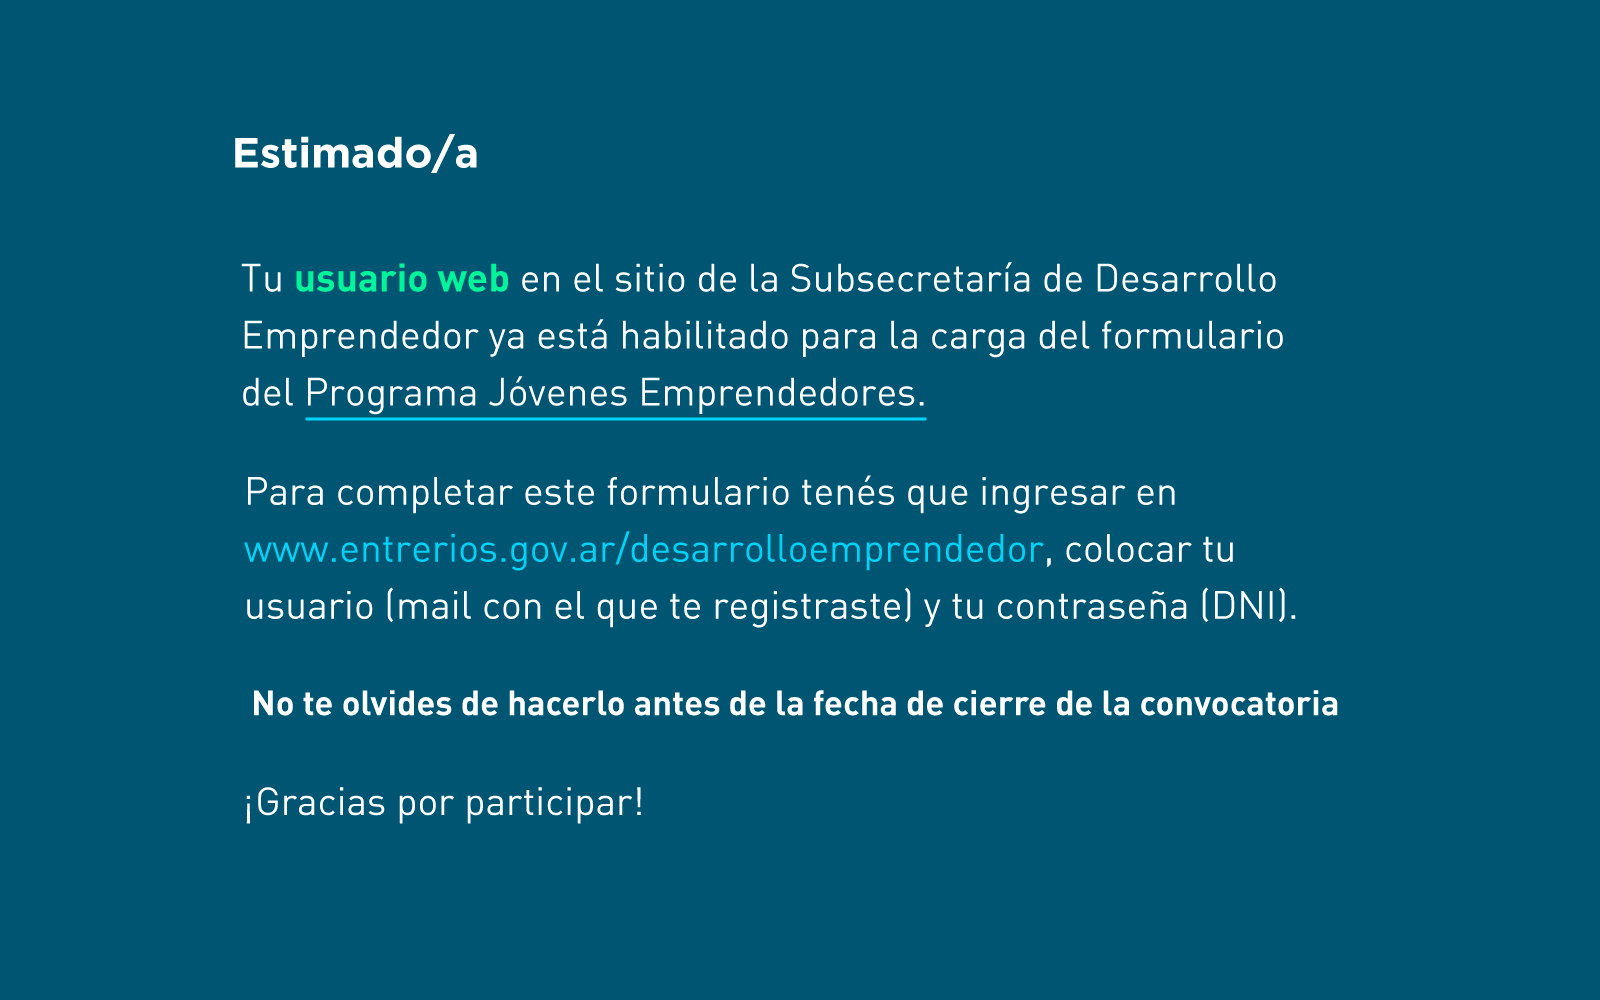 Estimado/a
Tu usuario web en el sitio de la Subsecretaría de Desarrollo
Emprendedor ya está habilitado para la carga del formulario
del Programa Jóvenes Emprendedores.
Para completar este formulario tenés que ingresar en
www.entrerios.gov.ar/desarrolloemprendedor, colocar tu
usuario (mail con el que te registraste) y tu contraseña (DNI).
No te olvides de hacerlo antes de la fecha de cierre de la convocatoria
¡Gracias por participar!